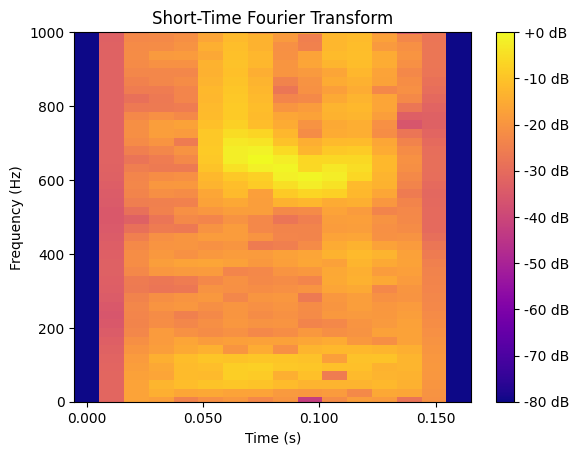 Short-Time Fourier Transform
1000
800
600
400
200
0
Frequency (Hz)
0.000
0.050
0.100
0.150
Time (s)
+0 dB
-10 dB
-20 dB
-30 dB
-40 dB
-50 dB
-60 dB
-70 dB
-80 dB